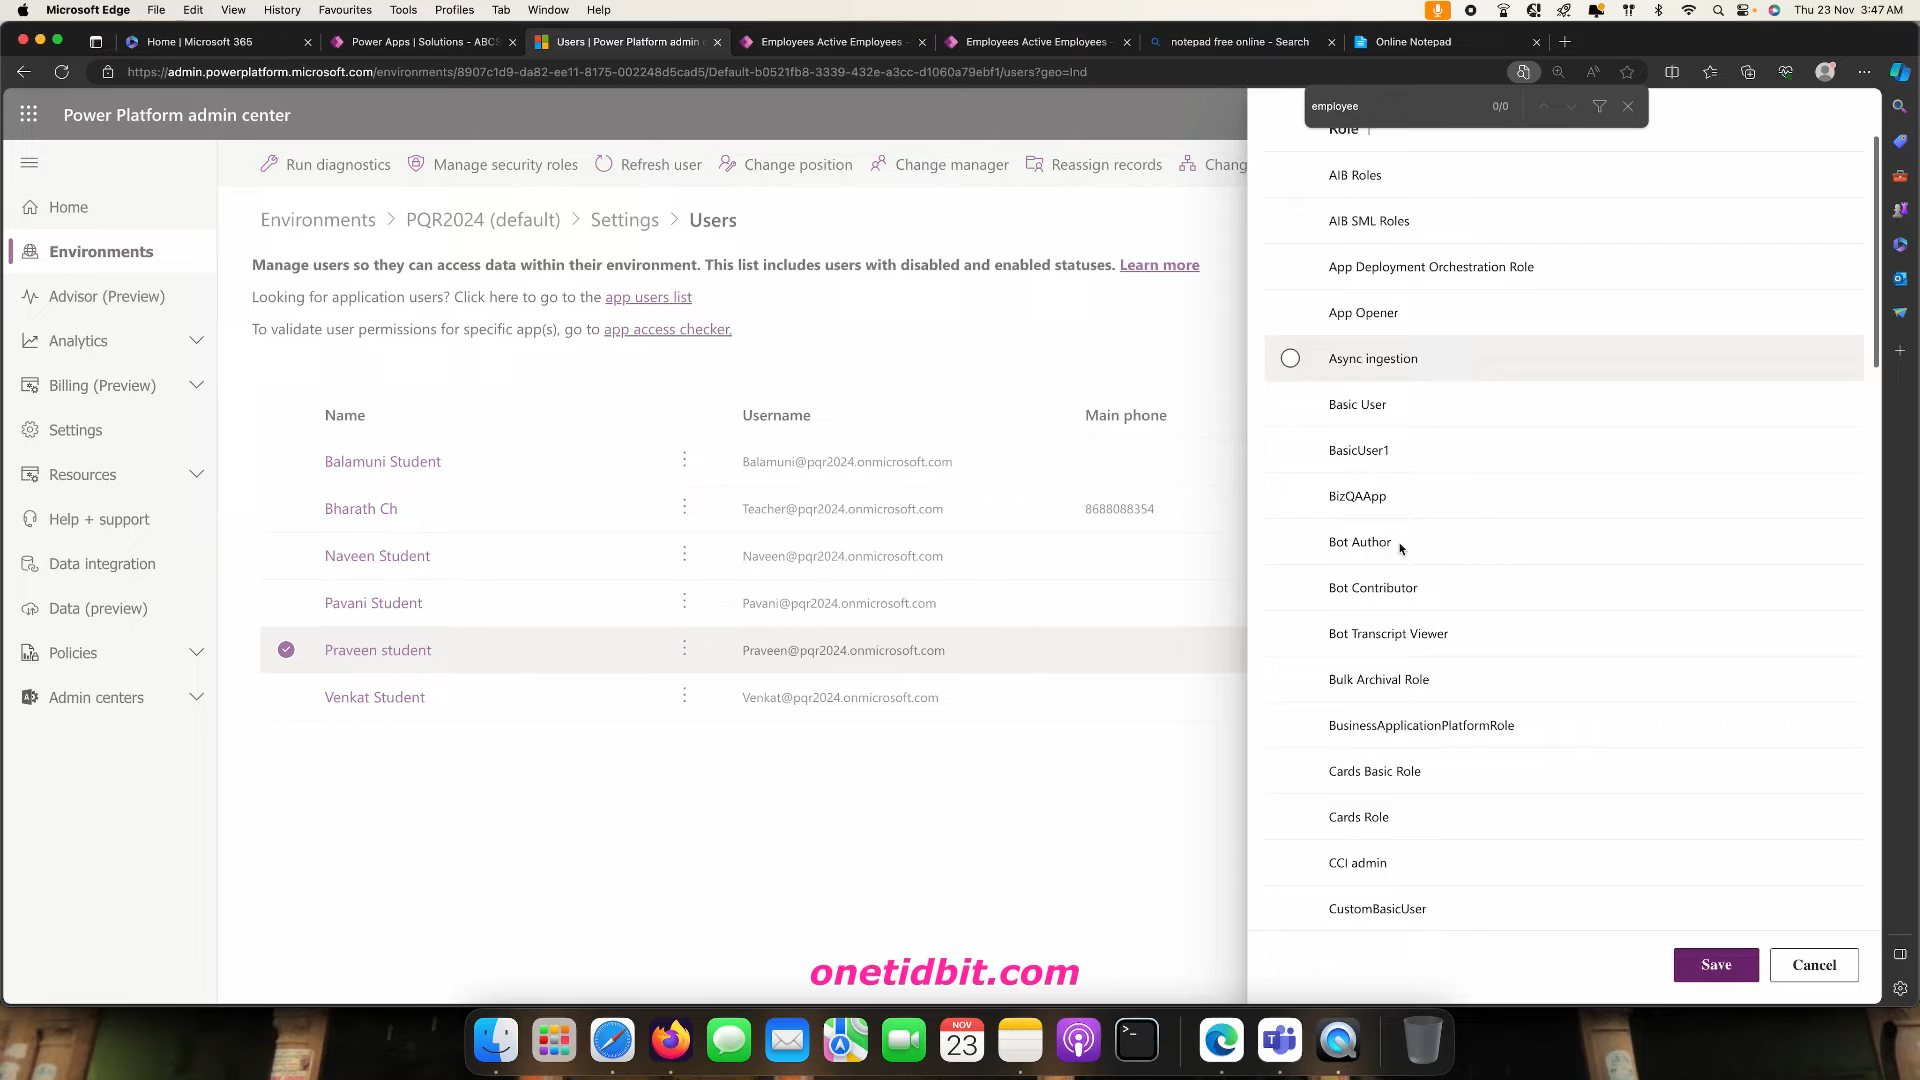 Microsoft Edge File Edit View History Favourites Tools Profiles Tab Window Help Thu 23 Nov 3:47 AM
Home | Microsoft 365 Power Apps | Solutions - ABCS Users | Power Platform admin Employees Active Employees - Employees Active Employees - notepad free online - Search Online Notepad
https://admin.powerplatform.microsoft.com/environments/8907c1d9-da82-ee11-8175-002248d5cad5/Default-b0521fb8-3339-432e-a3cc-d1060a79ebf1/users?geo=Ind
employee 0/0
Power Platform admin center
Run diagnostics Manage security roles Refresh user Change position Change manager Reassign records Chang
Home
Environments
Advisor (Preview)
Analytics
Billing (Preview)
Settings
Resources
Help + support
Data integration
Data (preview)
Policies
Admin centers
Environments > PQR2024 (default) > Settings > Users
Manage users so they can access data within their environment. This list includes users with disabled and enabled statuses. Learn more
Looking for application users? Click here to go to the app users list
To validate user permissions for specific app(s), go to app access checker.
Name Username Main phone
Balamuni Student Balamuni@pqr2024.onmicrosoft.com
Bharath Ch Teacher@pqr2024.onmicrosoft.com 8688088354
Naveen Student Naveen@pqr2024.onmicrosoft.com
Pavani Student Pavani@pqr2024.onmicrosoft.com
Praveen student Praveen@pqr2024.onmicrosoft.com
Venkat Student Venkat@pqr2024.onmicrosoft.com
Role
AIB Roles
AIB SML Roles
App Deployment Orchestration Role
App Opener
Async ingestion
Basic User
BasicUser1
BizQAApp
Bot Author
Bot Contributor
Bot Transcript Viewer
Bulk Archival Role
BusinessApplicationPlatformRole
Cards Basic Role
Cards Role
CCI admin
CustomBasicUser
Save Cancel
onetidbit.com
NOV
23